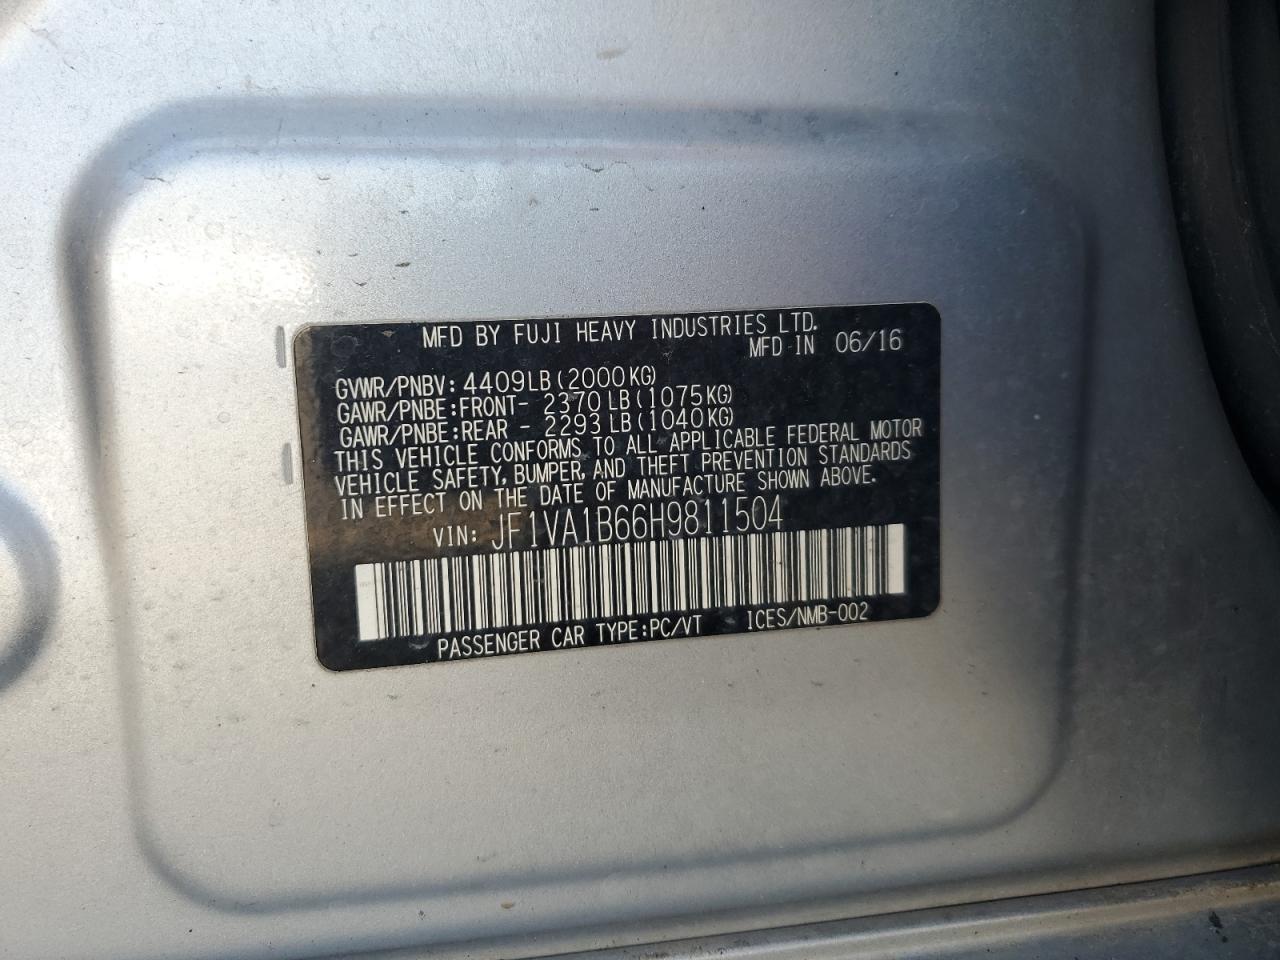 MFD BY FUJI HEAVY INDUSTRIES LTD.
MFD IN 06/16
GVWR/PNBV: 4409LB(2000KG)
GAWR/PNBE:FRONT- 2370LB(1075KG)
GAWR/PNBE:REAR - 2293LB(1040KG)
THIS VEHICLE CONFORMS TO ALL APPLICABLE FEDERAL MOTOR
VEHICLE SAFETY, BUMPER, AND THEFT PREVENTION STANDARDS
IN EFFECT ON THE DATE OF MANUFACTURE SHOWN ABOVE.
VIN: JF1VA1B66H9811504
PASSENGER CAR TYPE:PC/VT ICES/NMB-002